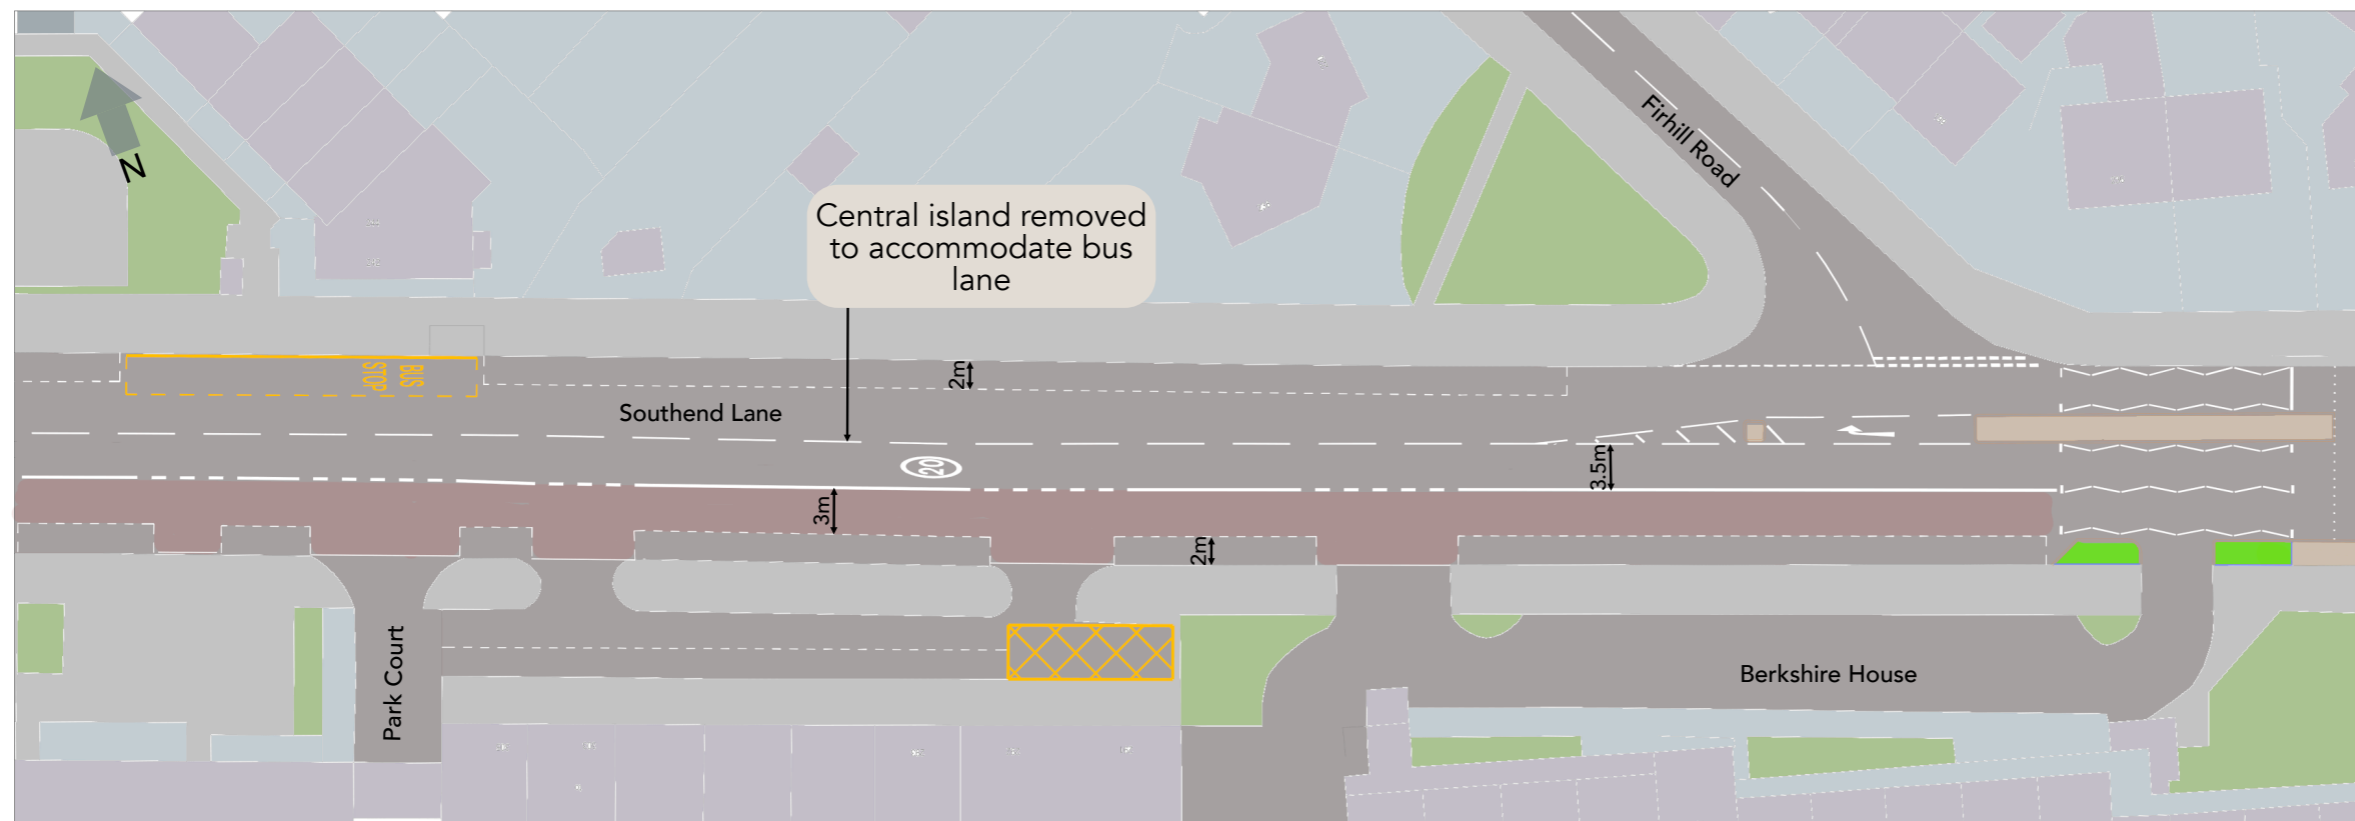 N
Firhill Road
Central island removed
to accommodate bus
lane
BUS
STOP
2m
Southend Lane
20
3.5m
3m
2m
Park Court
Berkshire House